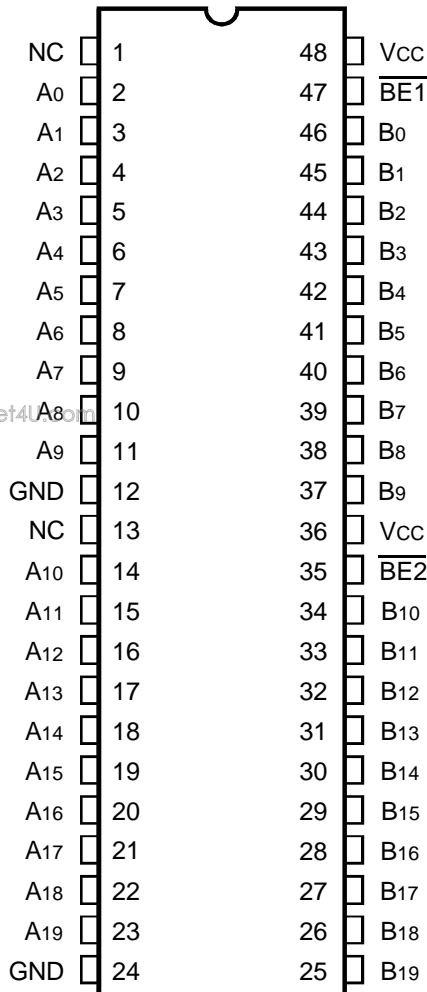 NC 1 48 VCC
A0 2 47 BE1
A1 3 46 B0
A2 4 45 B1
A3 5 44 B2
A4 6 43 B3
A5 7 42 B4
A6 8 41 B5
A7 9 40 B6
et4U.com
A8 10 39 B7
A9 11 38 B8
GND 12 37 B9
NC 13 36 VCC
A10 14 35 BE2
A11 15 34 B10
A12 16 33 B11
A13 17 32 B12
A14 18 31 B13
A15 19 30 B14
A16 20 29 B15
A17 21 28 B16
A18 22 27 B17
A19 23 26 B18
GND 24 25 B19